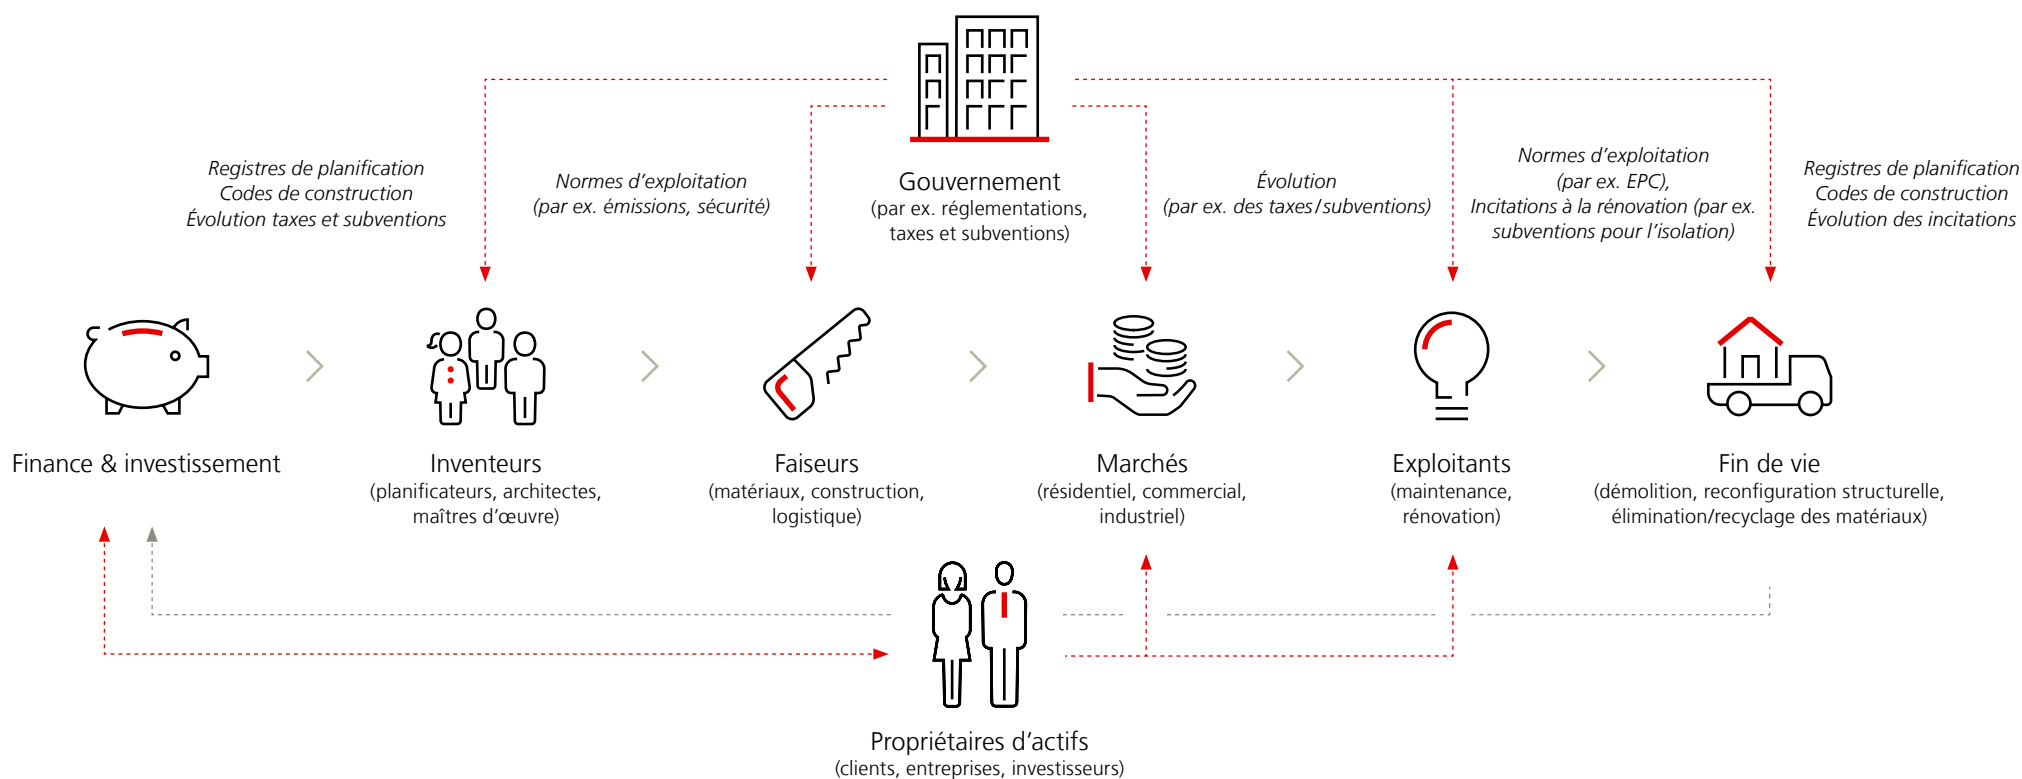 Registres de planification
Codes de construction
Évolution taxes et subventions
Normes d'exploitation
(par ex. émissions, sécurité)
Gouvernement
(par ex. réglementations,
taxes et subventions)
Évolution
(par ex. des taxes/subventions)
Normes d'exploitation
(par ex. EPC),
Incitations à la rénovation (par ex.
subventions pour l'isolation)
Registres de planification
Codes de construction
Évolution des incitations
Finance & investissement
Inventeurs
(planificateurs, architectes,
maîtres d'œuvre)
Faiseurs
(matériaux, construction,
logistique)
Marchés
(résidentiel, commercial,
industriel)
Exploitants
(maintenance,
rénovation)
Fin de vie
(démolition, reconfiguration structurelle,
élimination/recyclage des matériaux)
Propriétaires d'actifs
(clients, entreprises, investisseurs)